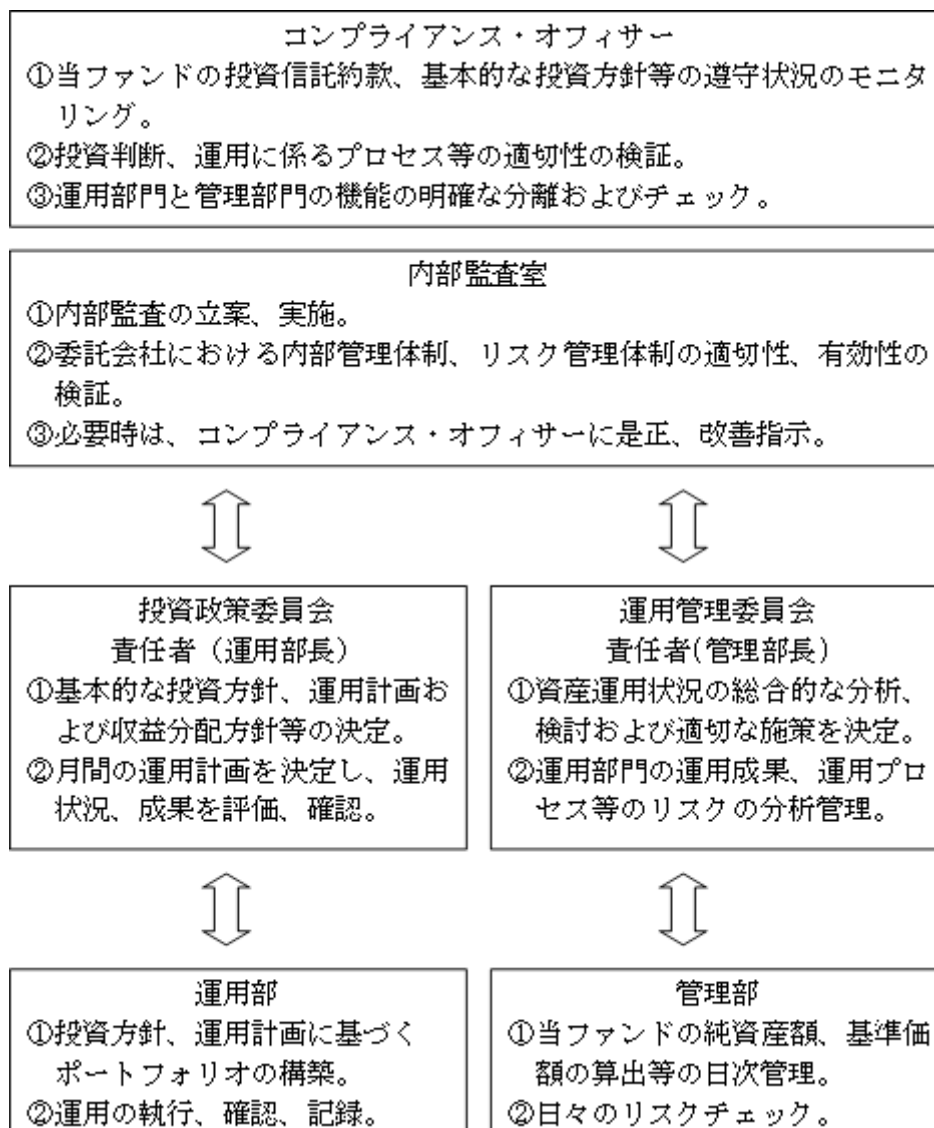 コンプライアンス・オフィサー
①当ファンドの投資信託約款、基本的な投資方針等の遵守状況のモニタ
リング。
②投資判断、運用に係るプロセス等の適切性の検証。
③運用部門と管理部門の機能の明確な分離およびチェック。
内部監査室
①内部監査の立案、実施。
②委託会社における内部管理体制、リスク管理体制の適切性、有効性の
検証。
③必要時は、コンプライアンス・オフィサーに是正、改善指示。
投資政策委員会
責任者（運用部長）
①基本的な投資方針、運用計画お
よび収益分配方針等の決定。
②月間の運用計画を決定し、運用
状況、成果を評価、確認。
運用管理委員会
責任者(管理部長)
①資産運用状況の総合的な分析、
検討および適切な施策を決定。
②運用部門の運用成果、運用プロ
セス等のリスクの分析管理。
運用部
①投資方針、運用計画に基づく
ポートフォリオの構築。
②運用の執行、確認、記録。
管理部
①当ファンドの純資産額、基準価
額の算出等の日次管理。
②日々のリスクチェック。